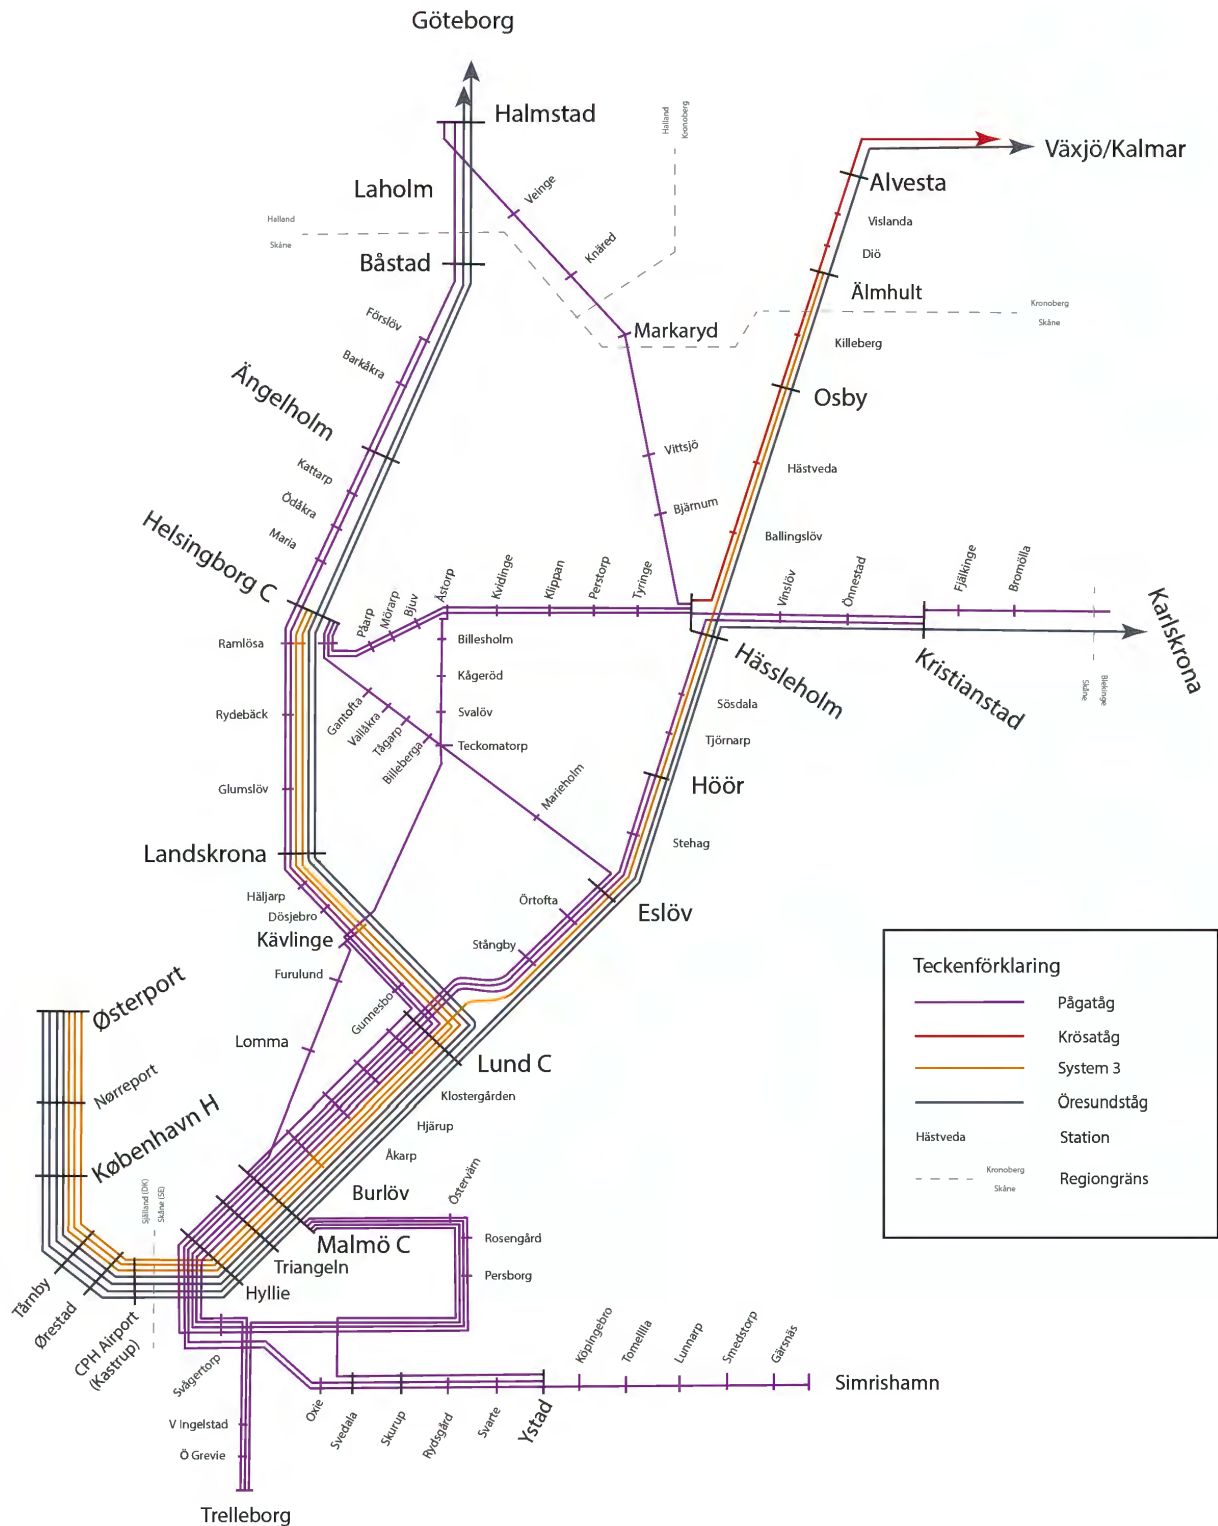 Göteborg
Halmstad
Halland
Kronoberg
Växjö/Kalmar
Alvesta
Laholm
Veinge
Vislanda
Halland
Skåne
Knäred
Diö
Båstad
Älmhult
Kronoberg
Skåne
Förslöv
Markaryd
Killeberg
Barkåkra
Ängelholm
Osby
Vittsjö
Kattarp
Hästveda
Ödåkra
Bjärnum
Maria
Ballingslöv
Helsingborg C
Påarp
Mörarp
Bjuv
Åstorp
Kvidinge
Klippan
Perstorp
Tyringe
Vinslöv
Önnestad
Fjälkinge
Bromölla
Karlskrona
Ramlösa
Billesholm
Hässleholm
Kristianstad
Skåne
Blekinge
Kågeröd
Sösdala
Rydebäck
Gantofta
Vallåkra
Tågarp
Billeberga
Svalöv
Tjörnarp
Teckomatorp
Glumslöv
Marieholm
Höör
Landskrona
Stehag
Häljarp
Örtofta
Eslöv
Dösjebro
Kävlinge
Stångby
Furulund
Gunnesbo
Østerport
Lomma
Lund C
Nørreport
Klostergården
København H
Hjärup
Åkarp
Själland (DK)
Skåne (SE)
Burlöv
Östervärn
Malmö C
Rosengård
Triangeln
Persborg
Tårnby
Hyllie
Ørestad
CPH Airport
(Kastrup)
Svågertorp
Köpingebro
Tomelilla
Lunnarp
Smedstorp
Gärsnäs
Simrishamn
Oxie
Svedala
Skurup
Rydsgård
Svarte
Ystad
V Ingelstad
Ö Grevie
Trelleborg
Teckenförklaring
Pågatåg
Krösatåg
System 3
Öresundståg
Hästveda
Station
Kronoberg
Skåne
Regiongräns